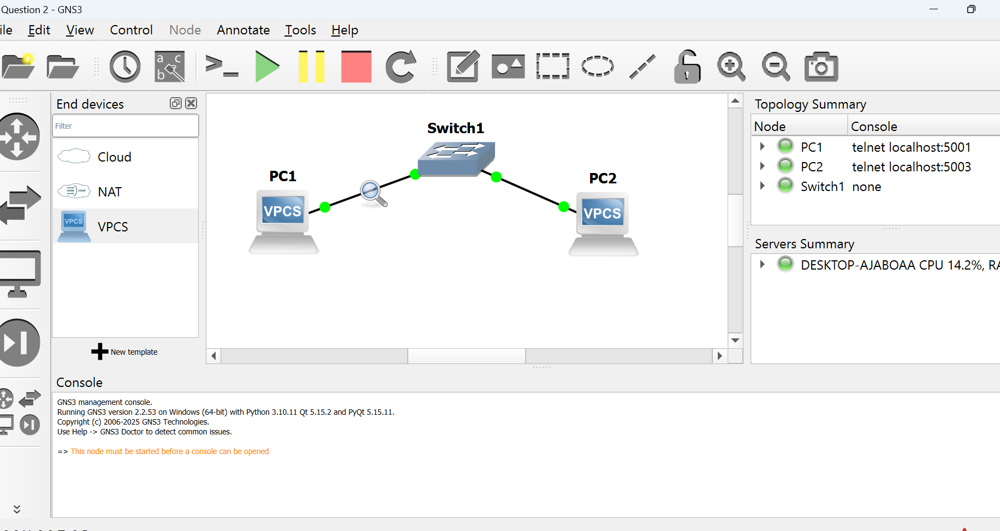 Question 2 - GNS3
ile Edit View Control Node Annotate Tools Help
a c
b
>_
End devices
Filter
Cloud
NAT
VPCS
VPCS
New template
Switch1
PC1
VPCS
PC2
VPCS
Topology Summary
Node Console
PC1 telnet localhost:5001
PC2 telnet localhost:5003
Switch1 none
Servers Summary
DESKTOP-AJABOAA CPU 14.2%, RA
Console
GNS3 management console.
Running GNS3 version 2.2.53 on Windows (64-bit) with Python 3.10.11 Qt 5.15.2 and PyQt 5.15.11.
Copyright (c) 2006-2025 GNS3 Technologies.
Use Help -> GNS3 Doctor to detect common issues.
=> This node must be started before a console can be opened